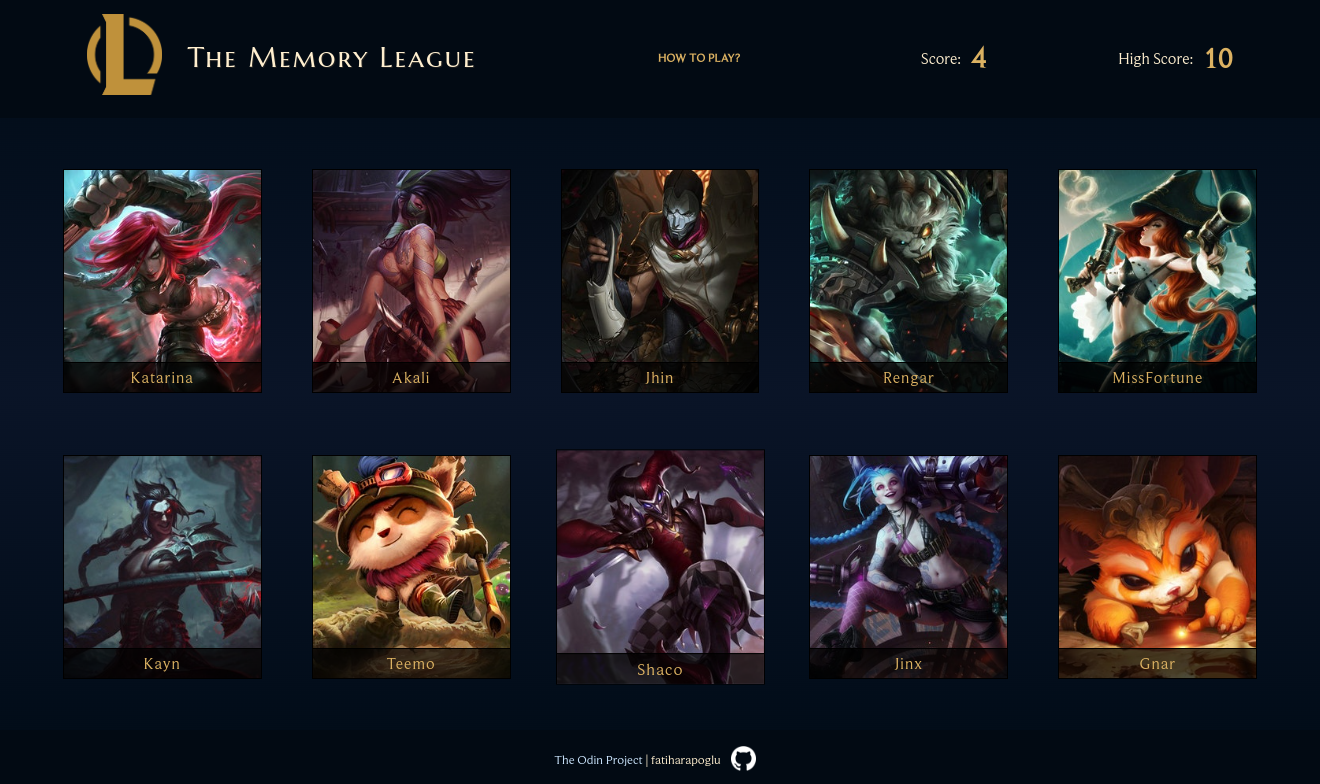 The Memory League
HOW TO PLAY?
Score: 4
High Score: 10
Katarina
Akali
Jhin
Rengar
MissFortune
Kayn
Teemo
Shaco
Jinx
Gnar
The Odin Project | fatiharapoglu